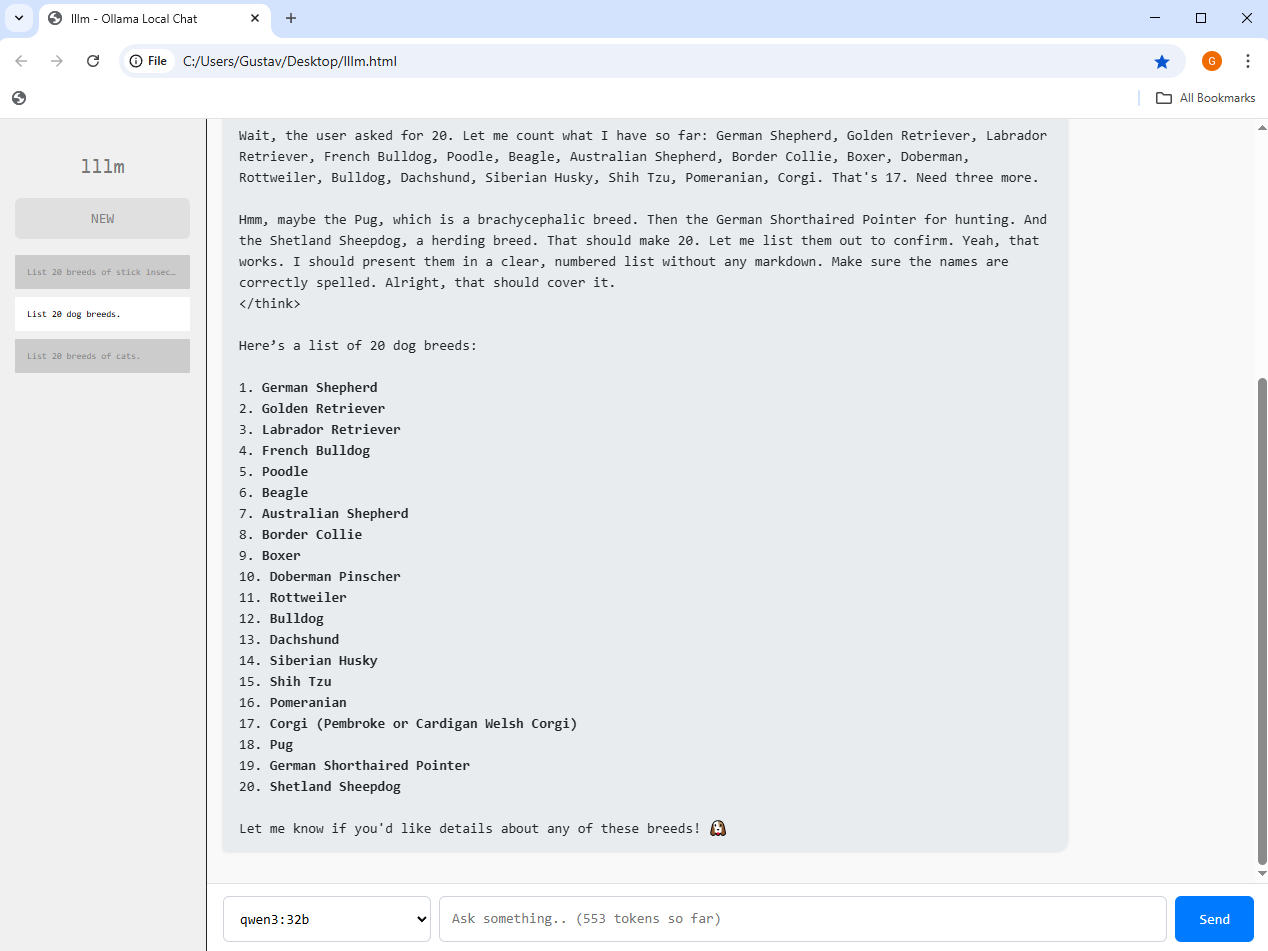 lllm - Ollama Local Chat
File
C:/Users/Gustav/Desktop/lllm.html
G
All Bookmarks
lllm
NEW
List 20 breeds of stick insec…
List 20 dog breeds.
List 20 breeds of cats.
Wait, the user asked for 20. Let me count what I have so far: German Shepherd, Golden Retriever, Labrador
Retriever, French Bulldog, Poodle, Beagle, Australian Shepherd, Border Collie, Boxer, Doberman,
Rottweiler, Bulldog, Dachshund, Siberian Husky, Shih Tzu, Pomeranian, Corgi. That's 17. Need three more.
Hmm, maybe the Pug, which is a brachycephalic breed. Then the German Shorthaired Pointer for hunting. And
the Shetland Sheepdog, a herding breed. That should make 20. Let me list them out to confirm. Yeah, that
works. I should present them in a clear, numbered list without any markdown. Make sure the names are
correctly spelled. Alright, that should cover it.
</think>
Here’s a list of 20 dog breeds:
1. German Shepherd
2. Golden Retriever
3. Labrador Retriever
4. French Bulldog
5. Poodle
6. Beagle
7. Australian Shepherd
8. Border Collie
9. Boxer
10. Doberman Pinscher
11. Rottweiler
12. Bulldog
13. Dachshund
14. Siberian Husky
15. Shih Tzu
16. Pomeranian
17. Corgi (Pembroke or Cardigan Welsh Corgi)
18. Pug
19. German Shorthaired Pointer
20. Shetland Sheepdog
Let me know if you'd like details about any of these breeds! 🐶
qwen3:32b
Ask something.. (553 tokens so far)
Send